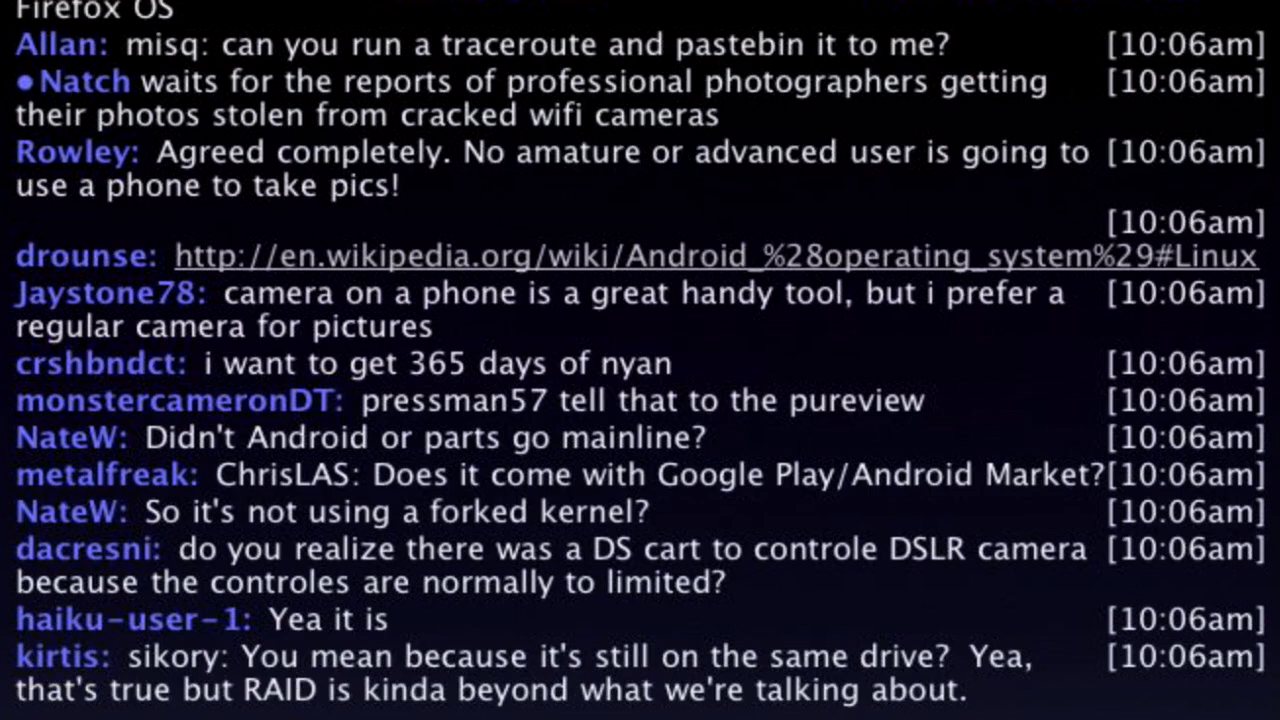 Firefox OS
Allan: misq: can you run a traceroute and pastebin it to me? [10:06am]
•Natch waits for the reports of professional photographers getting [10:06am]
their photos stolen from cracked wifi cameras
Rowley: Agreed completely. No amature or advanced user is going to [10:06am]
use a phone to take pics!
[10:06am]
drounse: http://en.wikipedia.org/wiki/Android_%28operating_system%29#Linux
Jaystone78: camera on a phone is a great handy tool, but i prefer a [10:06am]
regular camera for pictures
crshbndct: i want to get 365 days of nyan [10:06am]
monstercameronDT: pressman57 tell that to the pureview [10:06am]
NateW: Didn't Android or parts go mainline? [10:06am]
metalfreak: ChrisLAS: Does it come with Google Play/Android Market?[10:06am]
NateW: So it's not using a forked kernel? [10:06am]
dacresni: do you realize there was a DS cart to controle DSLR camera [10:06am]
because the controles are normally to limited?
haiku-user-1: Yea it is [10:06am]
kirtis: sikory: You mean because it's still on the same drive? Yea, [10:06am]
that's true but RAID is kinda beyond what we're talking about.